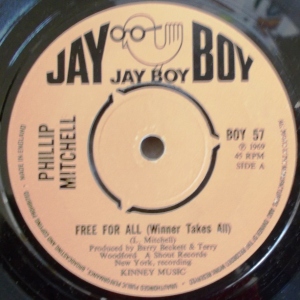 JAY BOY
JAY BOY
PHILLIP
MITCHELL
MADE IN ENGLAND
BOY 57
℗ 1969
45 RPM
SIDE A
FREE FOR ALL (Winner Takes All)
(L. Mitchell)
Produced by Barry Beckett & Terry
Woodford A Shout Records
New York, recording
KINNEY MUSIC